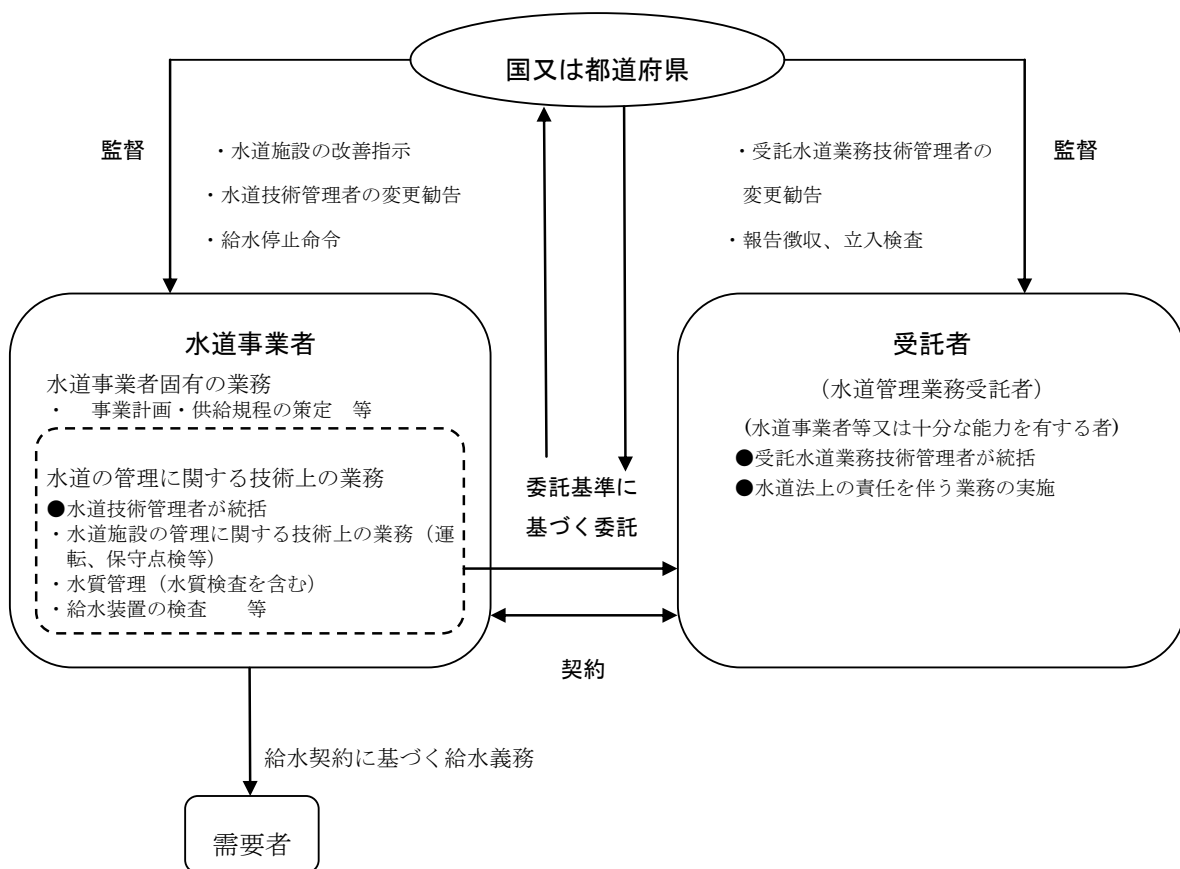 国又は都道府県
監督
・水道施設の改善指示
・水道技術管理者の変更勧告
・給水停止命令
・受託水道業務技術管理者の
変更勧告
・報告徴収、立入検査
監督
水道事業者
水道事業者固有の業務
・ 事業計画・供給規程の策定 等
水道の管理に関する技術上の業務
●水道技術管理者が統括
・水道施設の管理に関する技術上の業務（運
転、保守点検等）
・水質管理（水質検査を含む）
・給水装置の検査 等
委託基準に
基づく委託
契約
受託者
（水道管理業務受託者）
(水道事業者等又は十分な能力を有する者)
●受託水道業務技術管理者が統括
●水道法上の責任を伴う業務の実施
給水契約に基づく給水義務
需要者